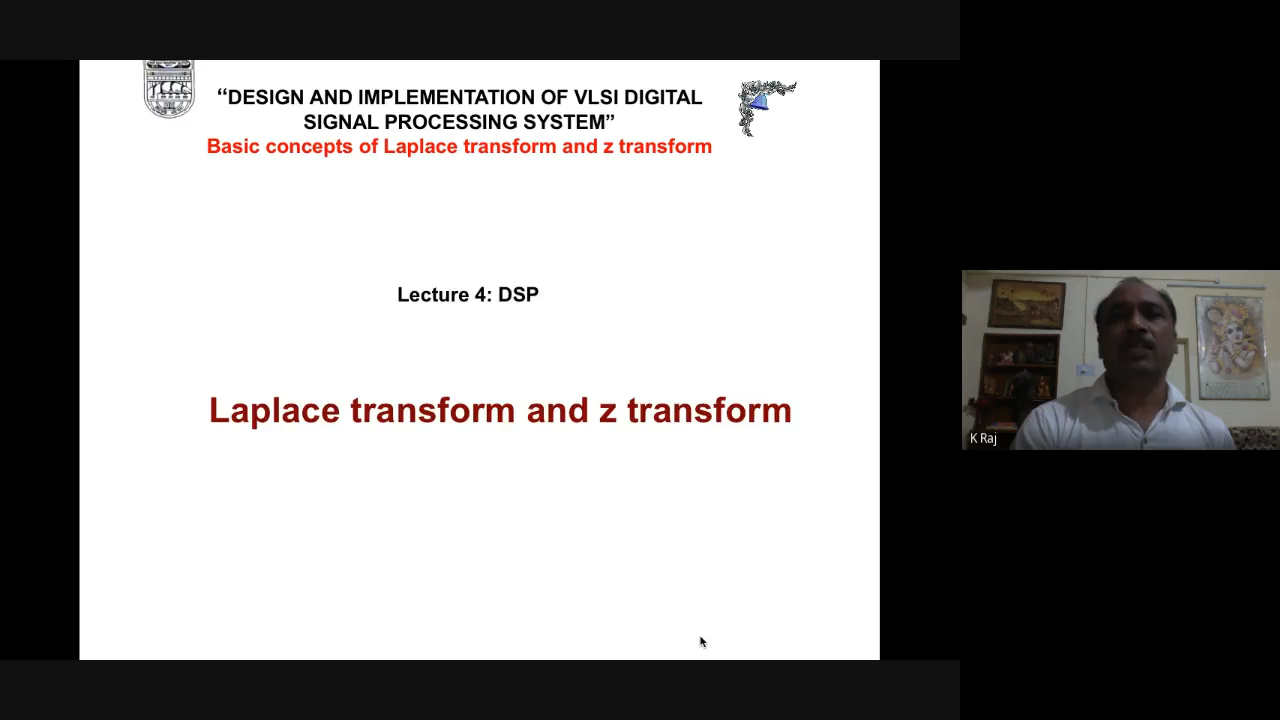 “DESIGN AND IMPLEMENTATION OF VLSI DIGITAL
SIGNAL PROCESSING SYSTEM”
Basic concepts of Laplace transform and z transform
Lecture 4: DSP
Laplace transform and z transform
K Raj